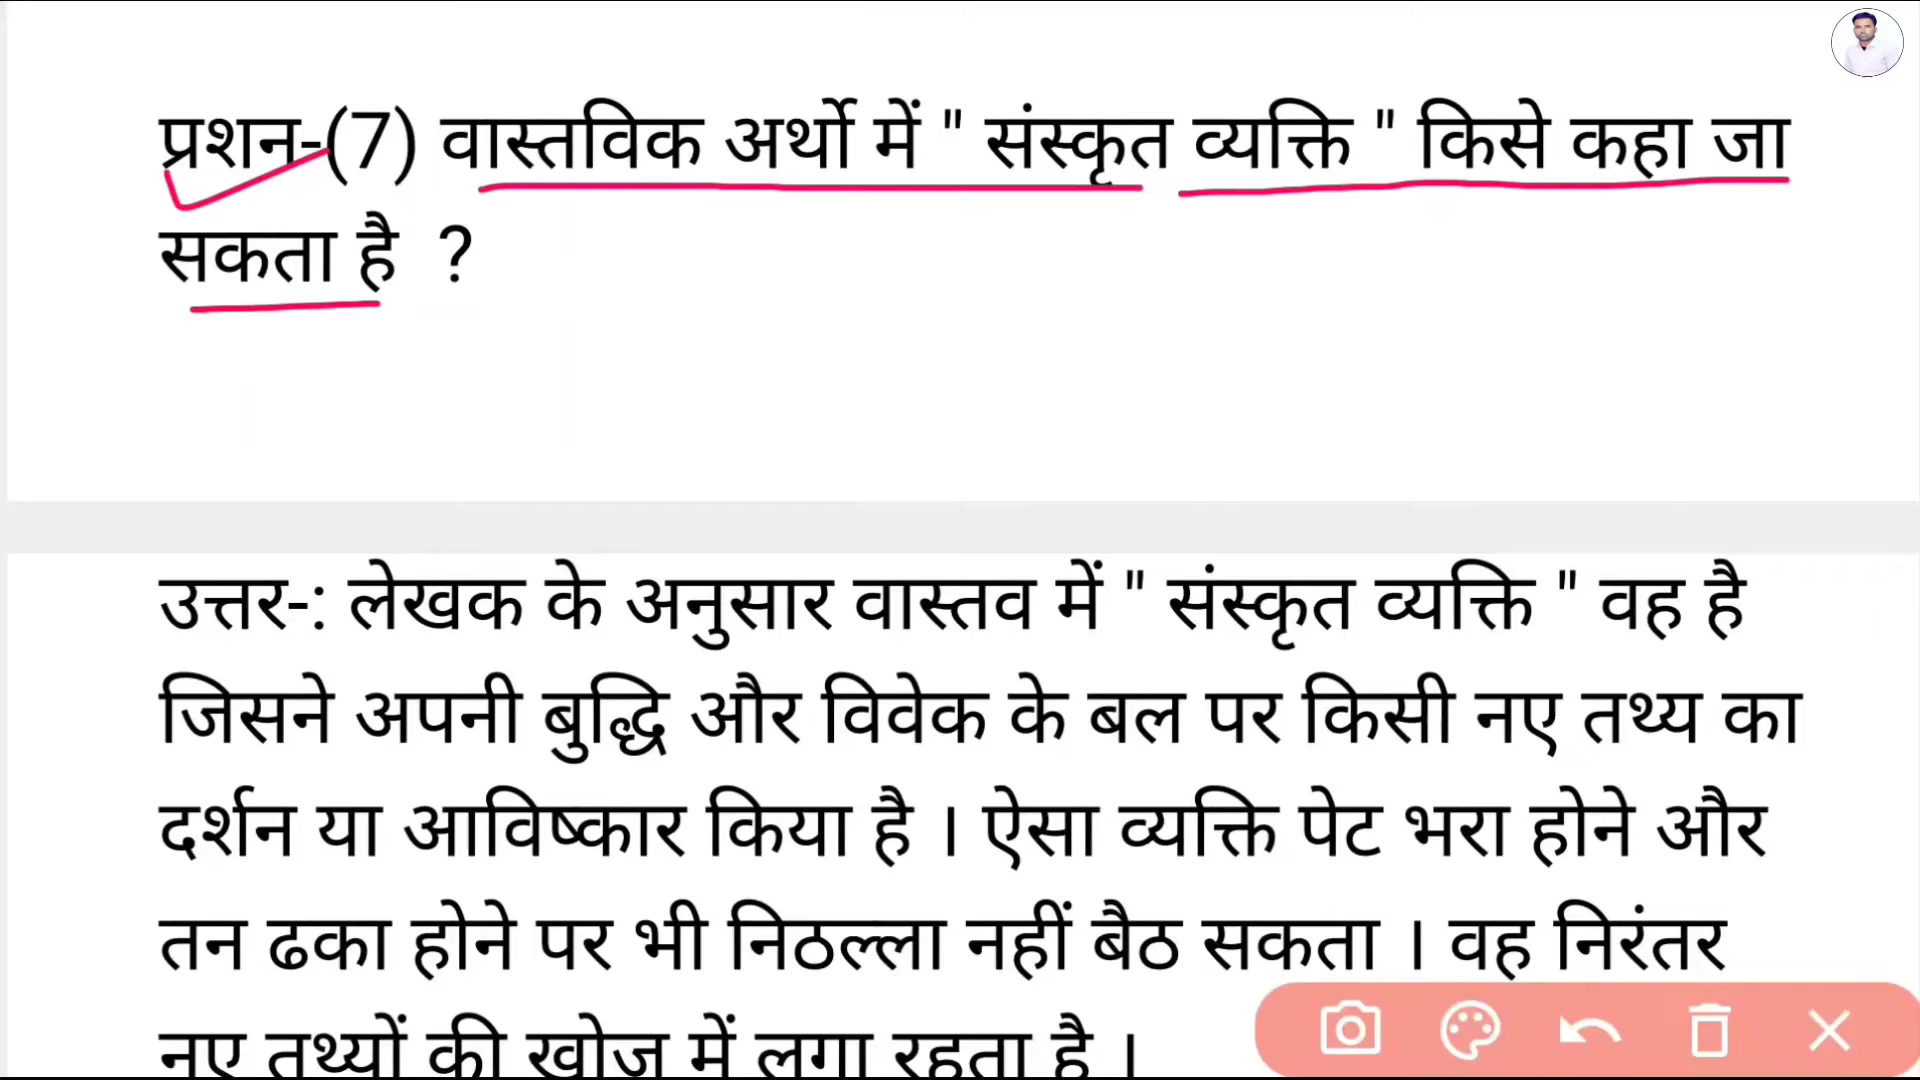 प्रशन-(7) वास्तविक अर्थो में " संस्कृत व्यक्ति " किसे कहा जा
सकता है ?
उत्तर-: लेखक के अनुसार वास्तव में " संस्कृत व्यक्ति " वह है
जिसने अपनी बुद्धि और विवेक के बल पर किसी नए तथ्य का
दर्शन या आविष्कार किया है । ऐसा व्यक्ति पेट भरा होने और
तन ढका होने पर भी निठल्ला नहीं बैठ सकता । वह निरंतर
नए तथ्यों की खोज में लगा रहता है ।